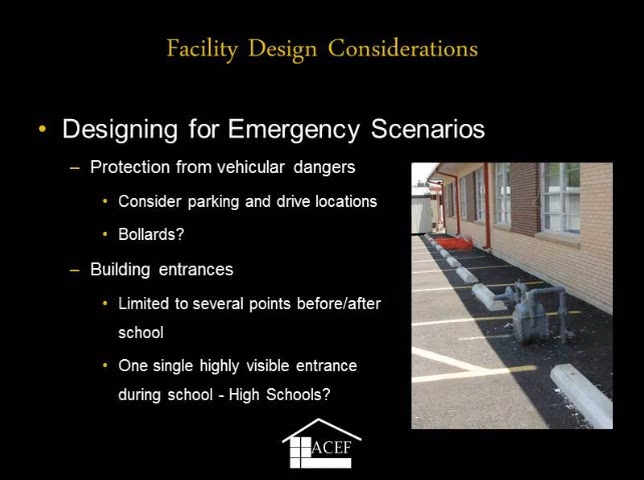 Facility Design Considerations
• Designing for Emergency Scenarios
– Protection from vehicular dangers
• Consider parking and drive locations
• Bollards?
– Building entrances
• Limited to several points before/after
school
• One single highly visible entrance
during school - High Schools?
ACEF